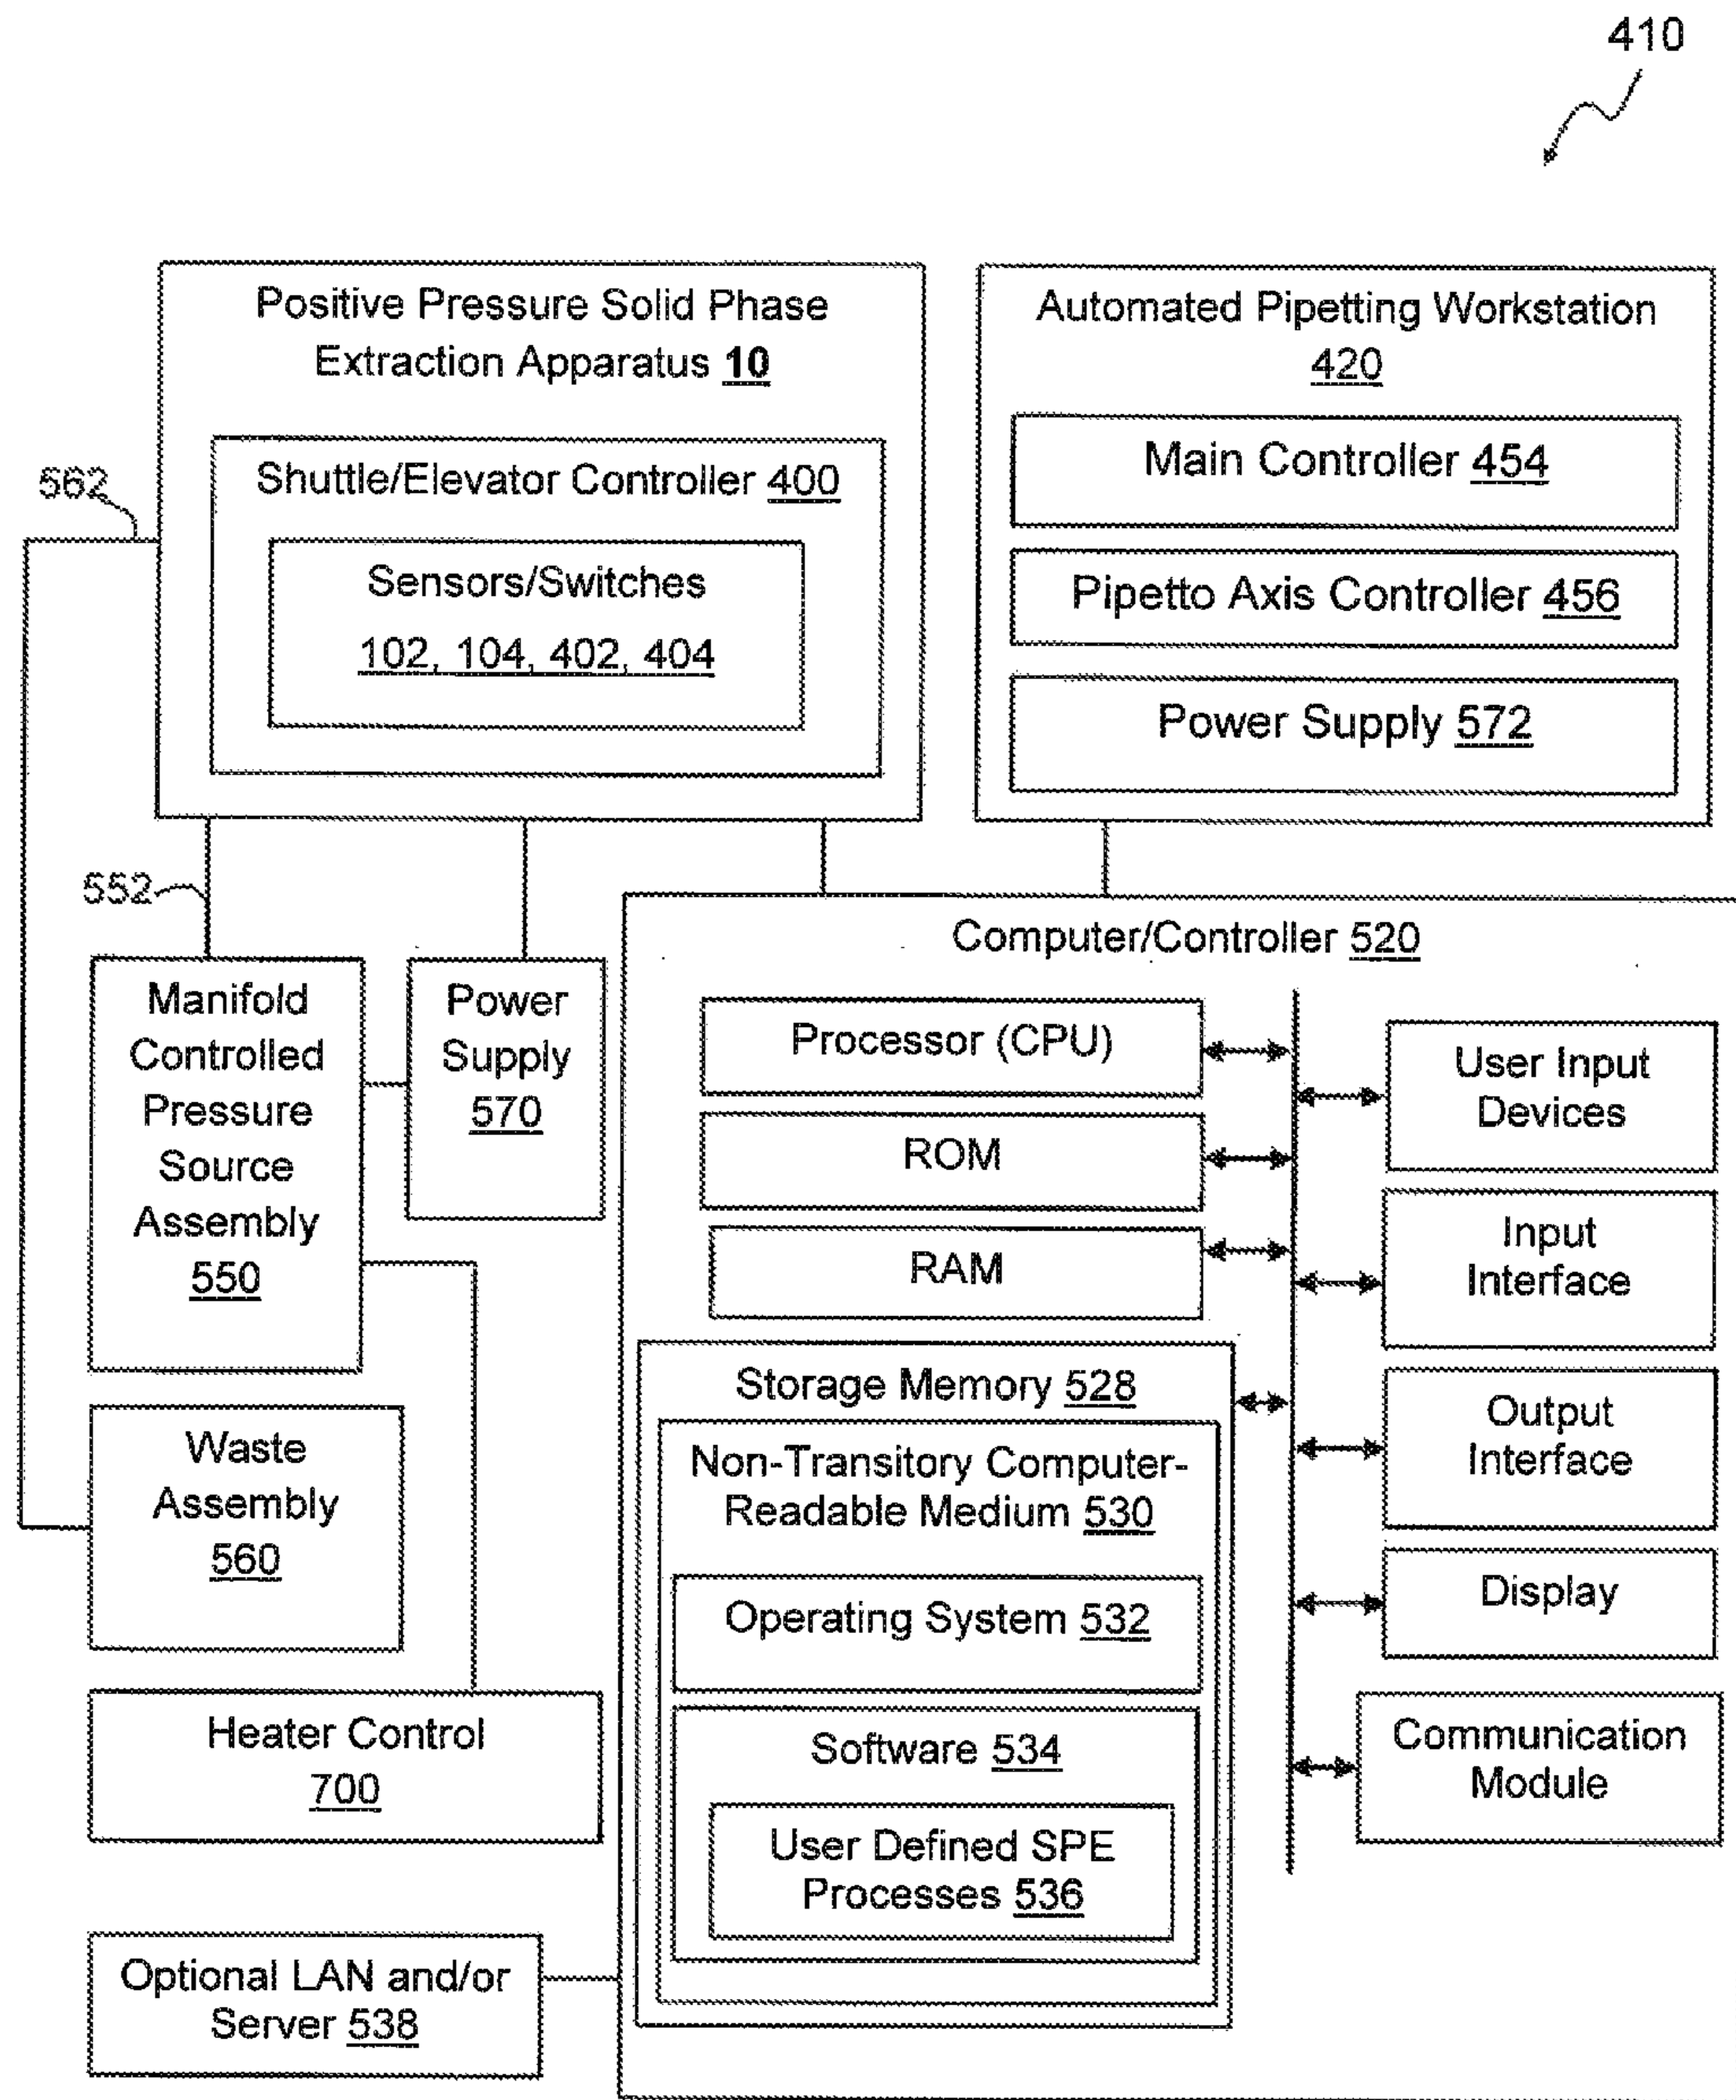 410
Positive Pressure Solid Phase
Extraction Apparatus 10
Shuttle/Elevator Controller 400
Sensors/Switches
102, 104, 402, 404
562
Automated Pipetting Workstation
420
Main Controller 454
Pipetto Axis Controller 456
Power Supply 572
552
Manifold
Controlled
Pressure
Source
Assembly
550
Power
Supply
570
Waste
Assembly
560
Heater Control
700
Optional LAN and/or
Server 538
Computer/Controller 520
Processor (CPU)
ROM
RAM
Storage Memory 528
Non-Transitory Computer-
Readable Medium 530
Operating System 532
Software 534
User Defined SPE
Processes 536
User Input
Devices
Input
Interface
Output
Interface
Display
Communication
Module